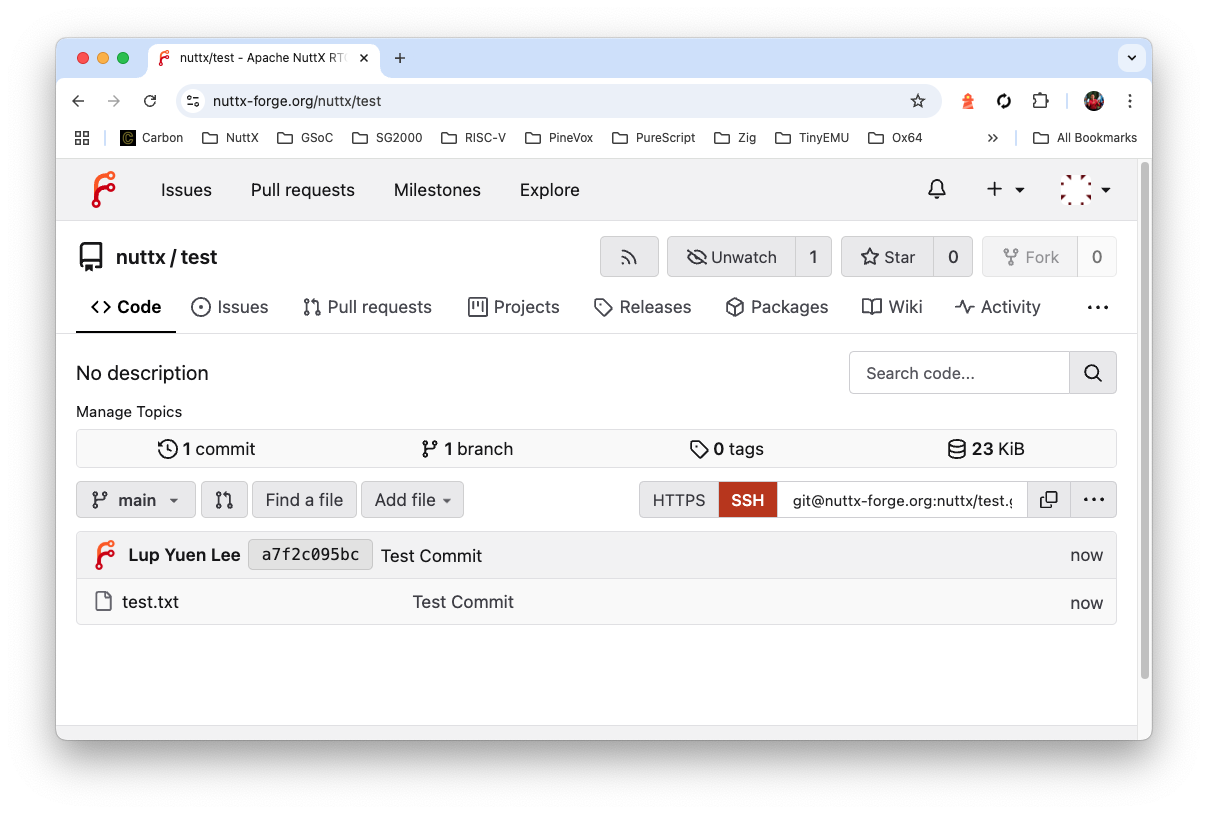 nuttx/test - Apache NuttX RT
nuttx-forge.org/nuttx/test
Carbon NuttX GSoC SG2000 RISC-V PineVox PureScript Zig TinyEMU Ox64 » All Bookmarks
Issues Pull requests Milestones Explore
nuttx / test Unwatch 1 Star 0 Fork 0
Code Issues Pull requests Projects Releases Packages Wiki Activity
No description Search code...
Manage Topics
1 commit 1 branch 0 tags 23 KiB
main Find a file Add file HTTPS SSH git@nuttx-forge.org:nuttx/test.g
Lup Yuen Lee a7f2c095bc Test Commit now
test.txt Test Commit now